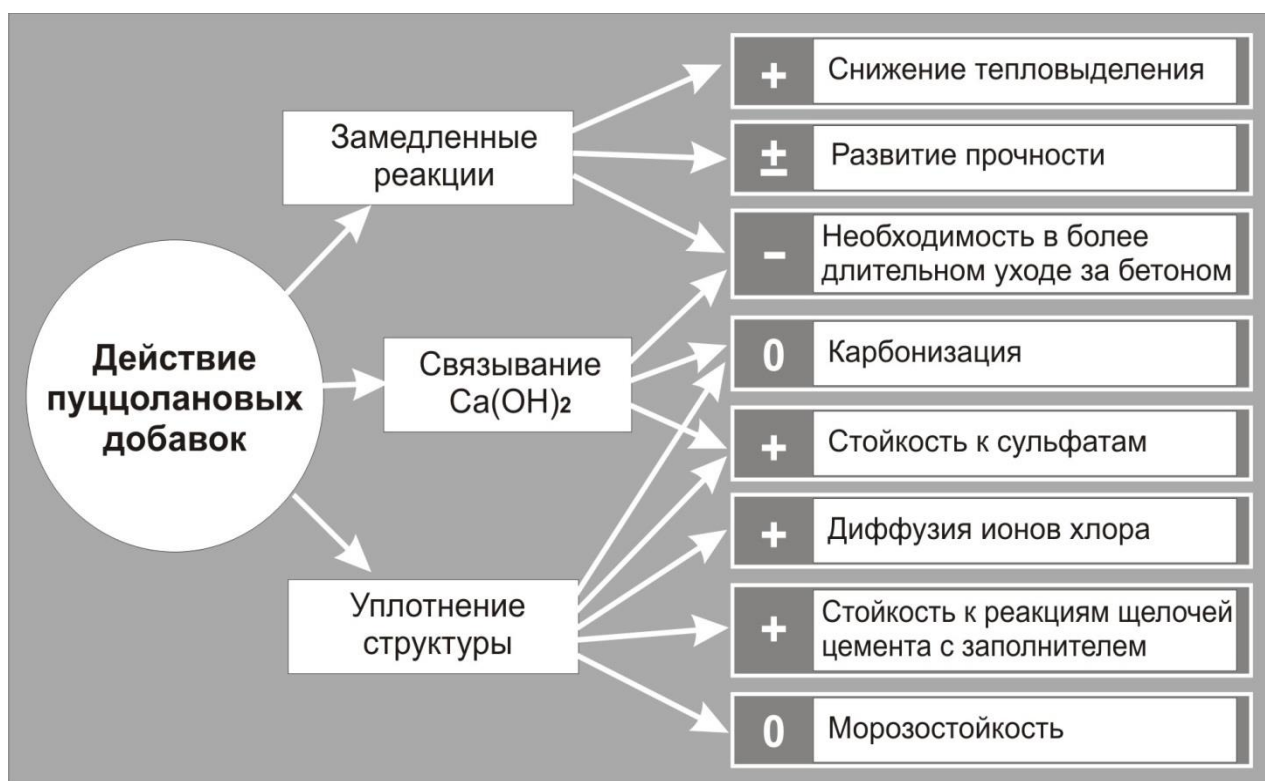 Действие
пуццолановых
добавок
Замедленные
реакции
Связывание
Ca(OH)2
Уплотнение
структуры
+ Снижение тепловыделения
± Развитие прочности
− Необходимость в более
длительном уходе за бетоном
0 Карбонизация
+ Стойкость к сульфатам
+ Диффузия ионов хлора
+ Стойкость к реакциям щелочей
цемента с заполнителем
0 Морозостойкость